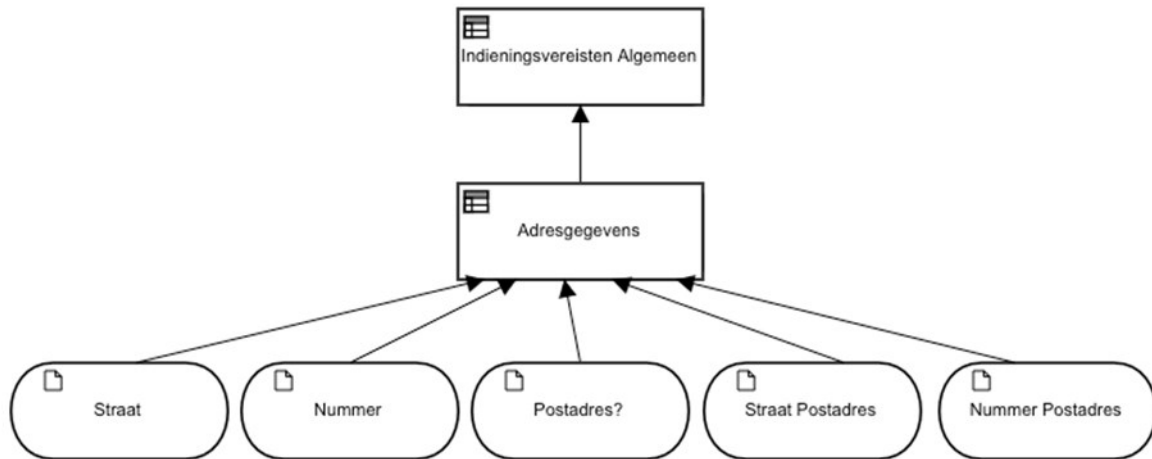 Indieningsvereisten Algemeen
Adresgegevens
Straat
Nummer
Postadres?
Straat Postadres
Nummer Postadres